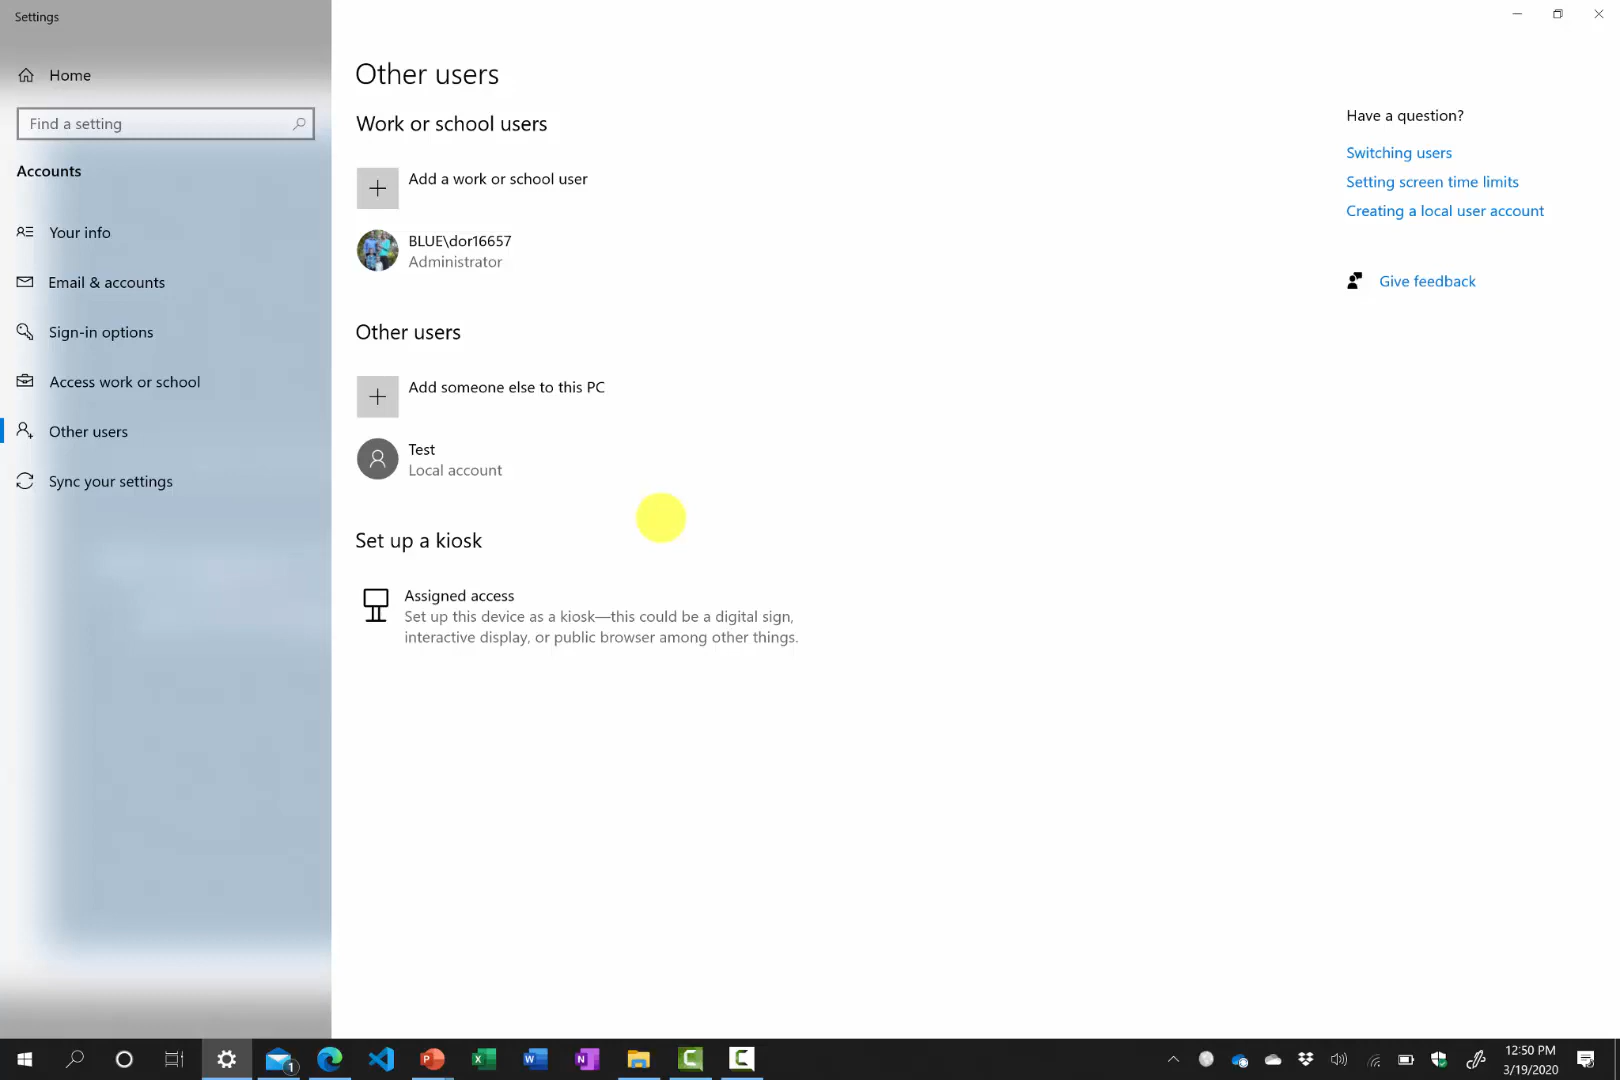 Settings
Home
Find a setting
Accounts
Your info
Email & accounts
Sign-in options
Access work or school
Other users
Sync your settings
Other users
Work or school users
Add a work or school user
BLUE\dor16657
Administrator
Other users
Add someone else to this PC
Test
Local account
Set up a kiosk
Assigned access
Set up this device as a kiosk—this could be a digital sign,
interactive display, or public browser among other things.
Have a question?
Switching users
Setting screen time limits
Creating a local user account
Give feedback
1
12:50 PM
3/19/2020